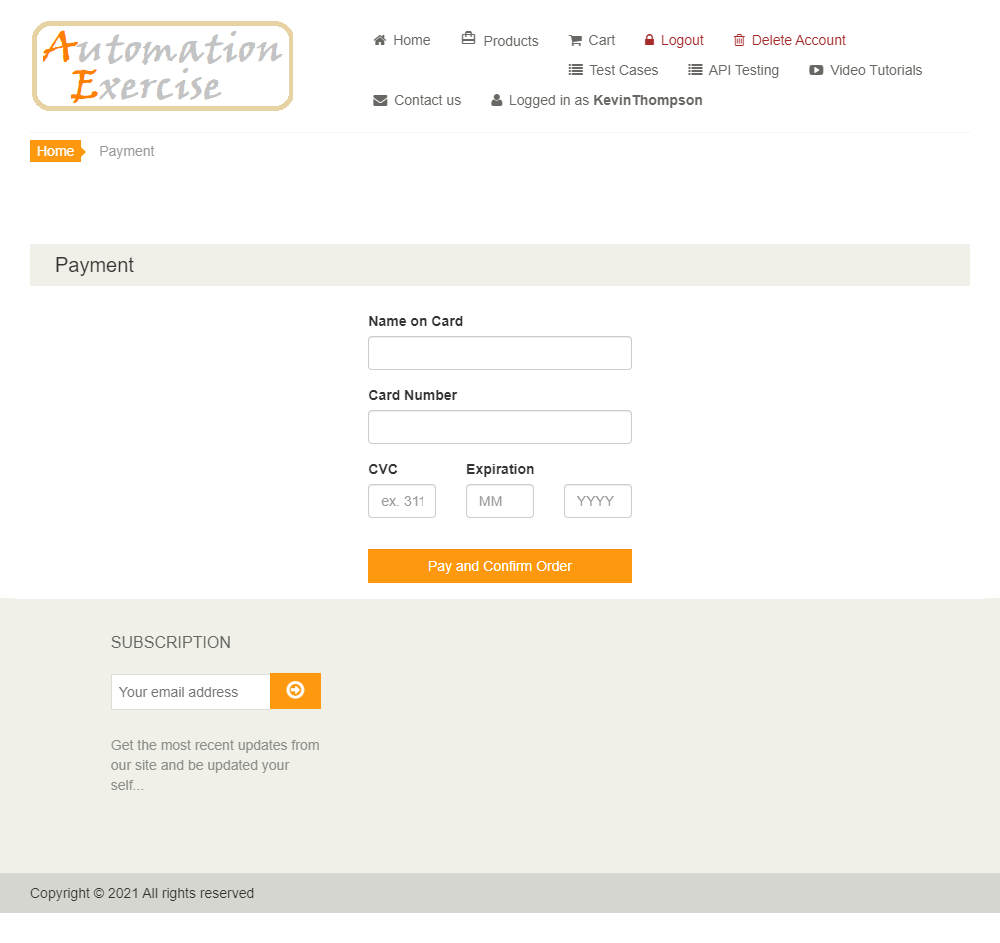 Automation
Exercise
Home Products Cart Logout Delete Account
Test Cases API Testing Video Tutorials
Contact us Logged in as KevinThompson
Home Payment
Payment
Name on Card
Card Number
CVC Expiration
ex. 311 MM YYYY
Pay and Confirm Order
SUBSCRIPTION
Your email address
Get the most recent updates from
our site and be updated your
self...
Copyright © 2021 All rights reserved